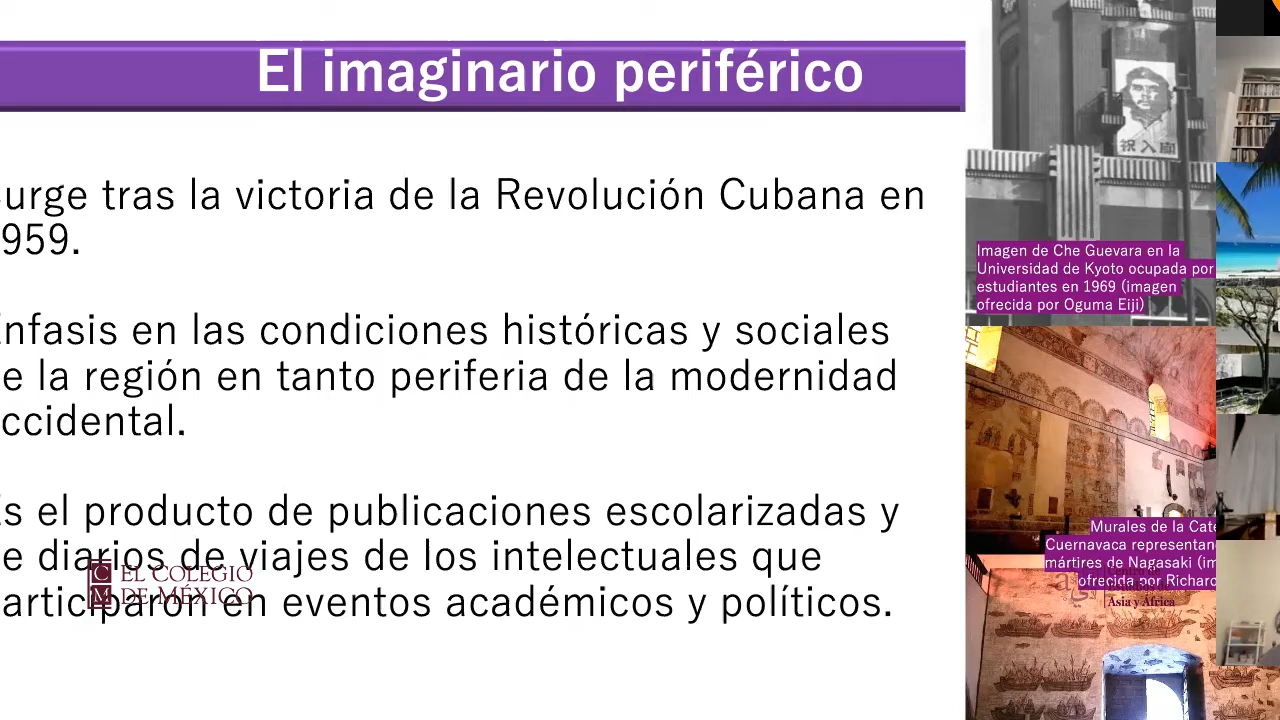 El imaginario periférico
urge tras la victoria de la Revolución Cubana en
959.
nfasis en las condiciones históricas y sociales
e la región en tanto periferia de la modernidad
ccidental.
s el producto de publicaciones escolarizadas y
e diarios de viajes de los intelectuales que
articiparon en eventos académicos y políticos.
C
M
EL COLEGIO
DE MÉXICO
祝入
Imagen de Che Guevara en la
Universidad de Kyoto ocupada por
estudiantes en 1969 (imagen
ofrecida por Oguma Eiji)
Murales de la Cate
Cuernavaca representan
mártires de Nagasaki (im
ofrecida por Richard
Asia y África